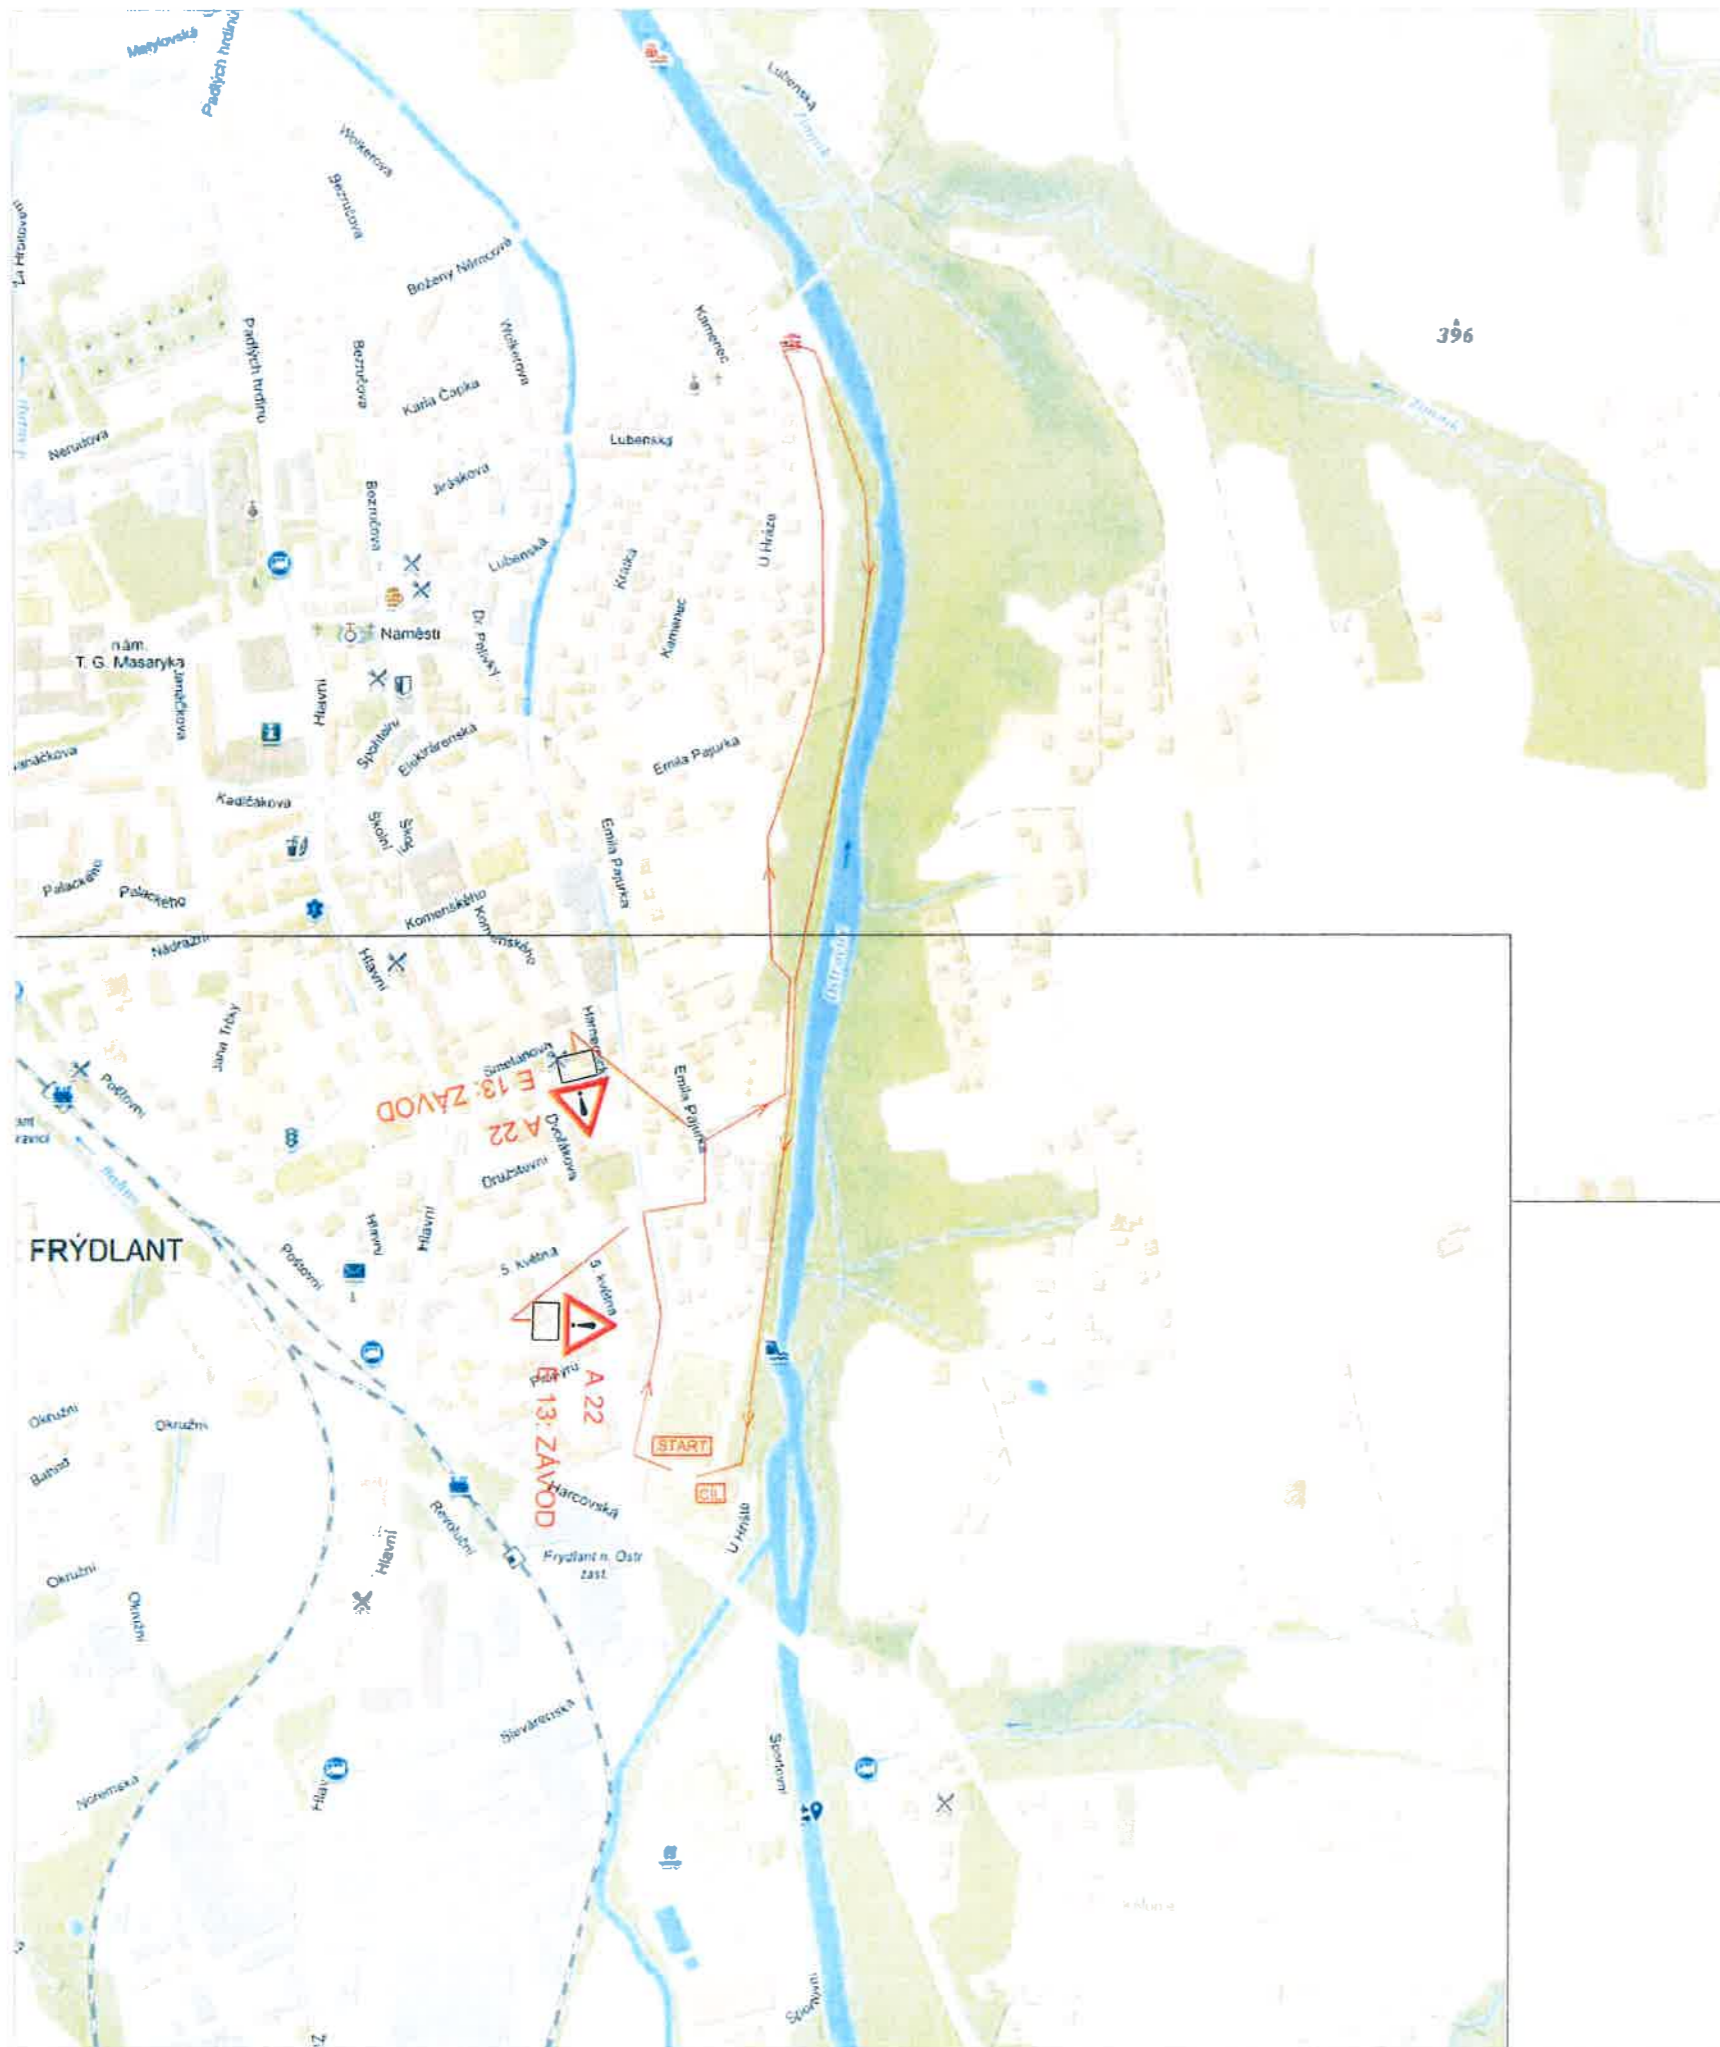 Matylovská
Padlých hrdinů
Lubenská
Wolkerova
Bezručova
Boženy Němcové
Kamenec
396
Padlých hrdinů
Bezručova
Wolkerova
Karla Čapka
Nerudova
Lubenská
Jiráskova
Bezručova
U Hráze
Lubenská
Krátká
Kamenec
Náměstí
nám.
T. G. Masaryka
Janáčkova
Hlavní
Elektrárenská
Emila Pajurka
Kadlčákova
Školní
Emila Pajurka
Palackého
Palackého
Komenského
Komenského
Nádražní
Hlavní
Ostravice
Jana Trčky
Smetanova
E 13: ZÁVOD
A 22
Emila Pajurka
Poštovní
Dvořákova
Družstevní
Hlavní
Hlavní
FRÝDLANT
Poštovní
5. května
5. května
A 22
E 13: ZÁVOD
START
CÍL
Okružní
Okružní
Harcovská
U Hřiště
Revoluční
Hlavní
Frýdlant n. Ostr
zast.
Okružní
Okružní
Slévárenská
Sportovní
Noremská
Sportovní